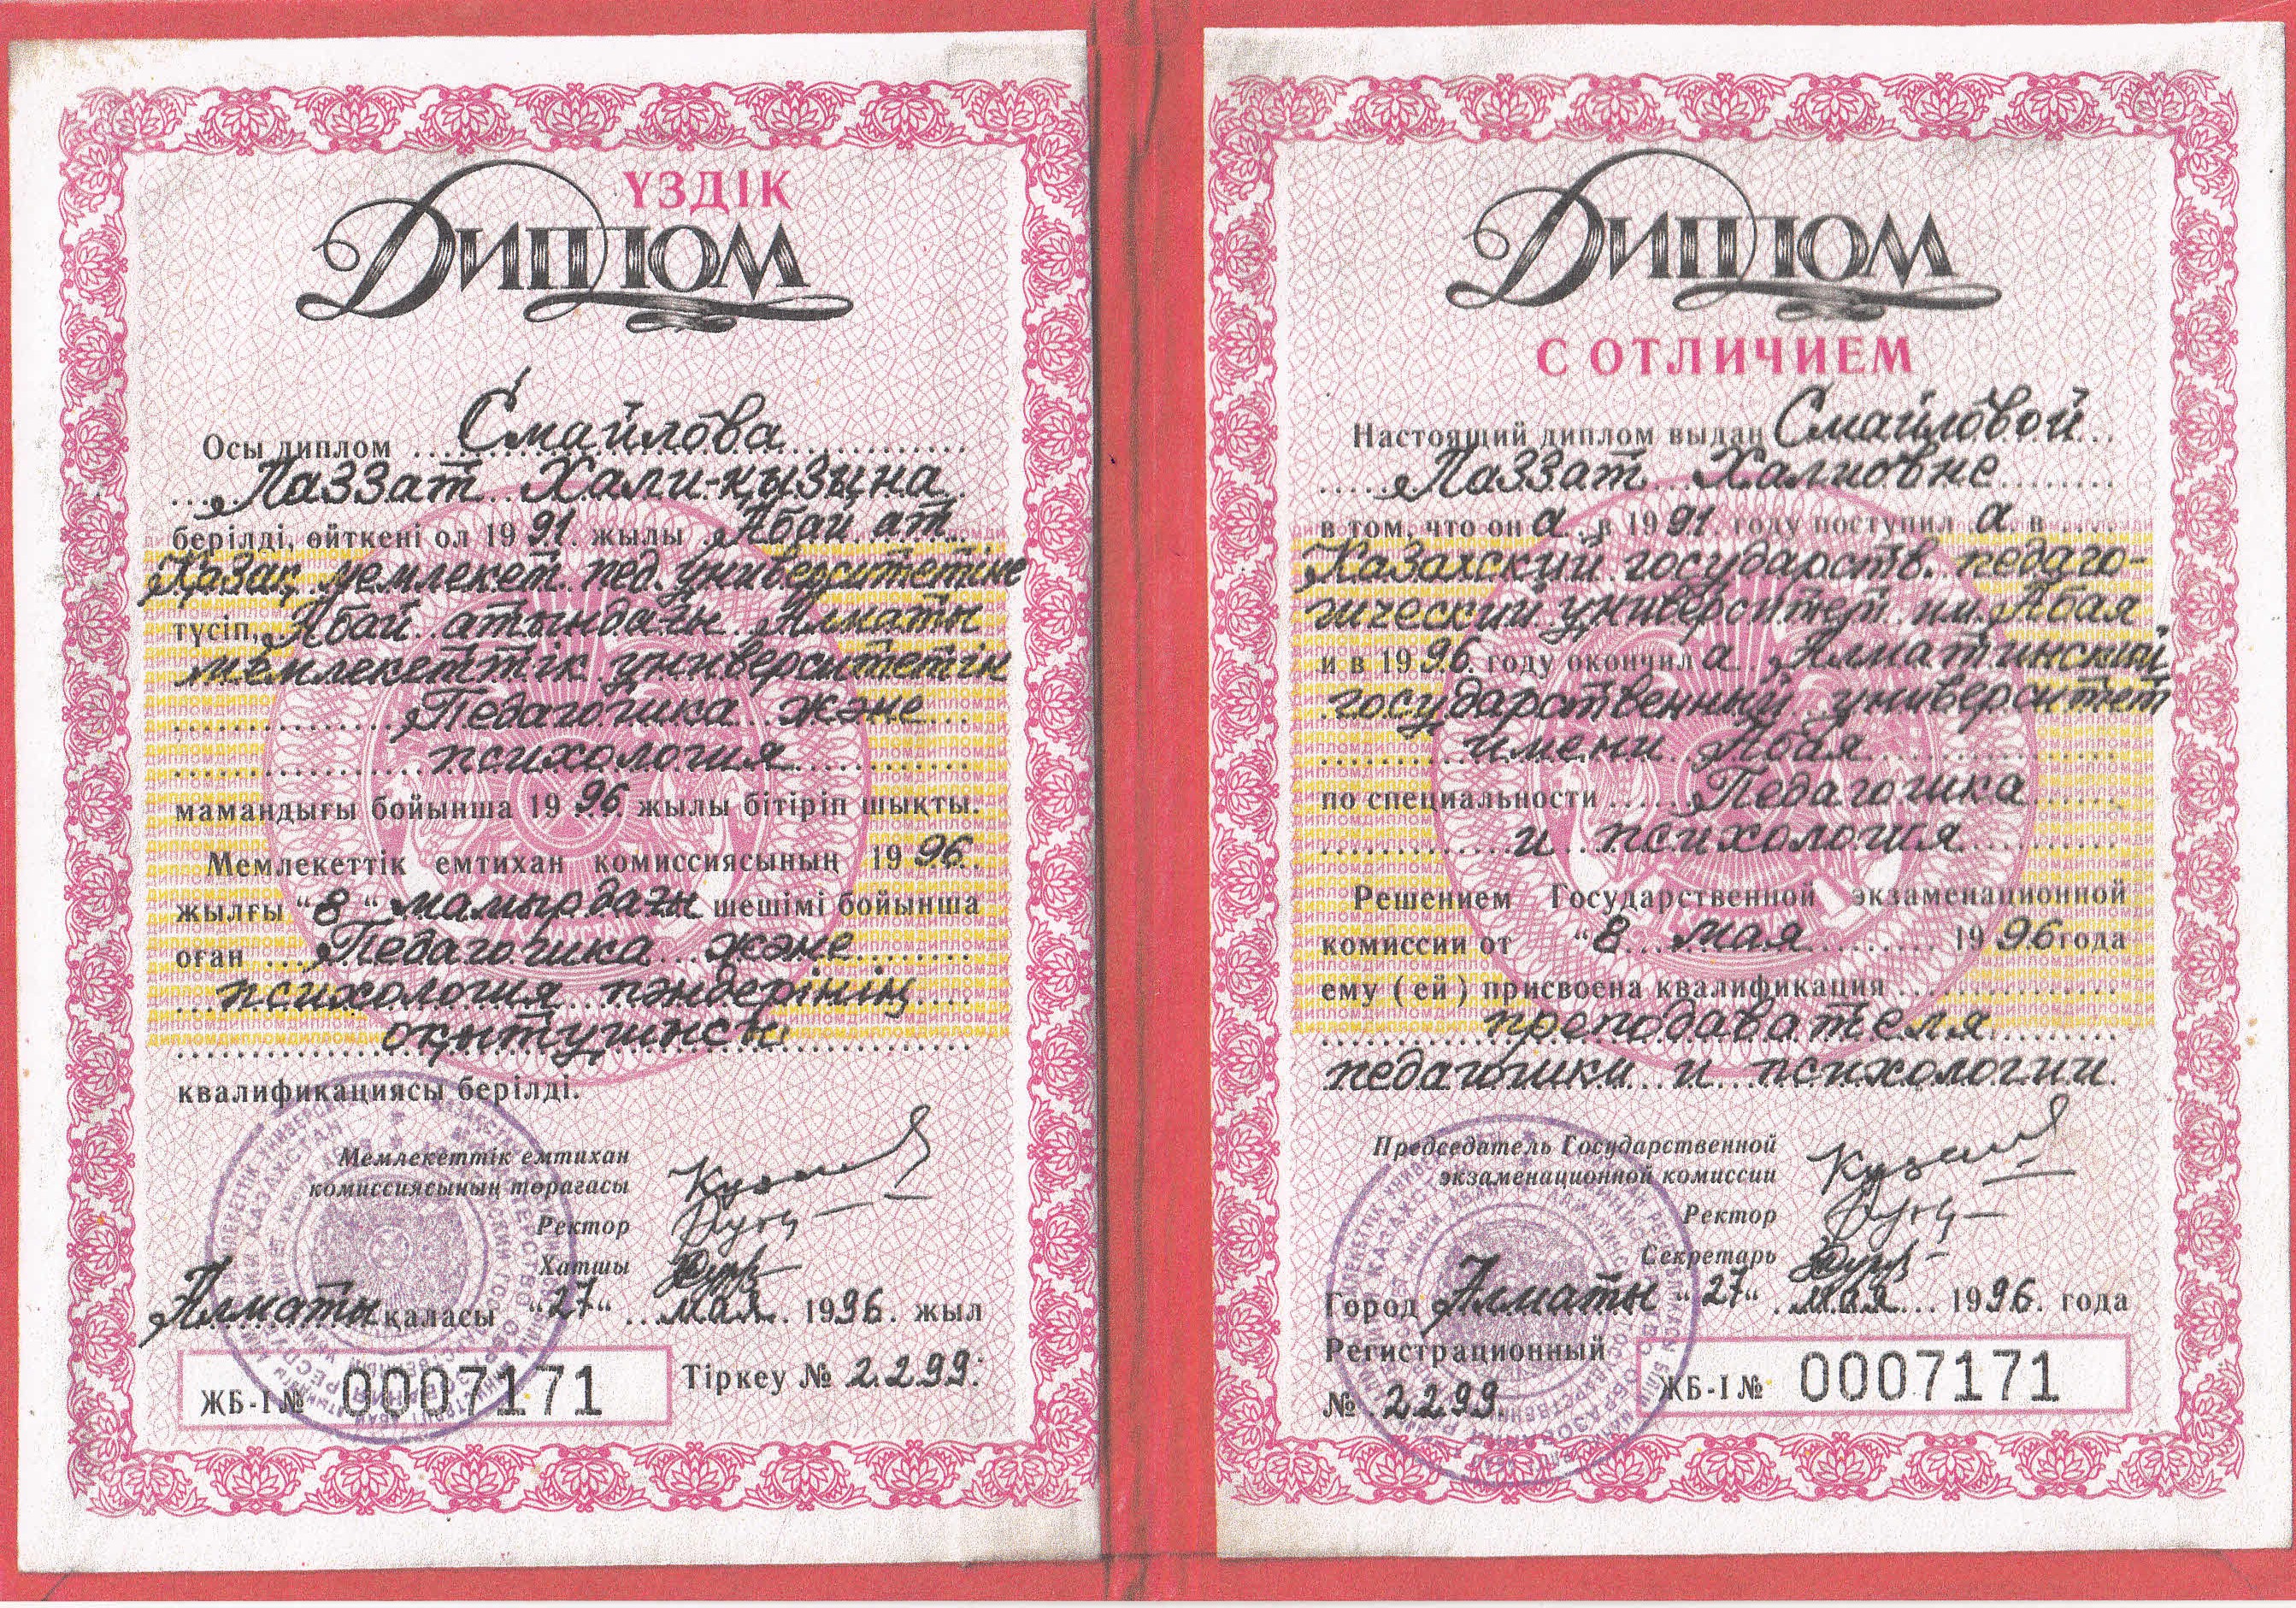 ҮЗДІК
ДИПЛОМ
Осы диплом Смайлова
Ләззат Хали-қызына
берілді, өйткені ол 1991 жылы Абай ат.
Қазақ мемлекет. пед. университетіне
түсіп, Абай атындағы Алматы
мемлекеттік университетін
Педагогика және
психология
мамандығы бойынша 1996 жылы бітіріп шықты.
Мемлекеттік емтихан комиссиясының 1996
жылғы "8" мамырдағы шешімі бойынша
оған Педагогика және
психология пәндерінің
оқытушысы
квалификациясы берілді.
Мемлекеттік емтихан
комиссиясының төрағасы
Ректор
Хатшы
Алматы қаласы "27" мая 1996 жыл
ЖБ-I № 0007171 Тіркеу № 2299
ДИПЛОМ
С ОТЛИЧИЕМ
Настоящий диплом выдан Смаиловой
Лаззат Халиовне
в том, что он а в 1991 году поступил а в
Казахский государств. педаго-
гический университет им. Абая
и в 1996 году окончил а Алматинский
государственный университет
имени Абая
по специальности Педагогика
и психология
Решением Государственной экзаменационной
комиссии от "8 мая 1996 года
ему (ей) присвоена квалификация
преподавателя
педагогики и психологии
Председатель Государственной
экзаменационной комиссии
Ректор
Секретарь
Город Алматы "27" мая 1996 года
Регистрационный
№ 2299 ЖБ-I № 0007171